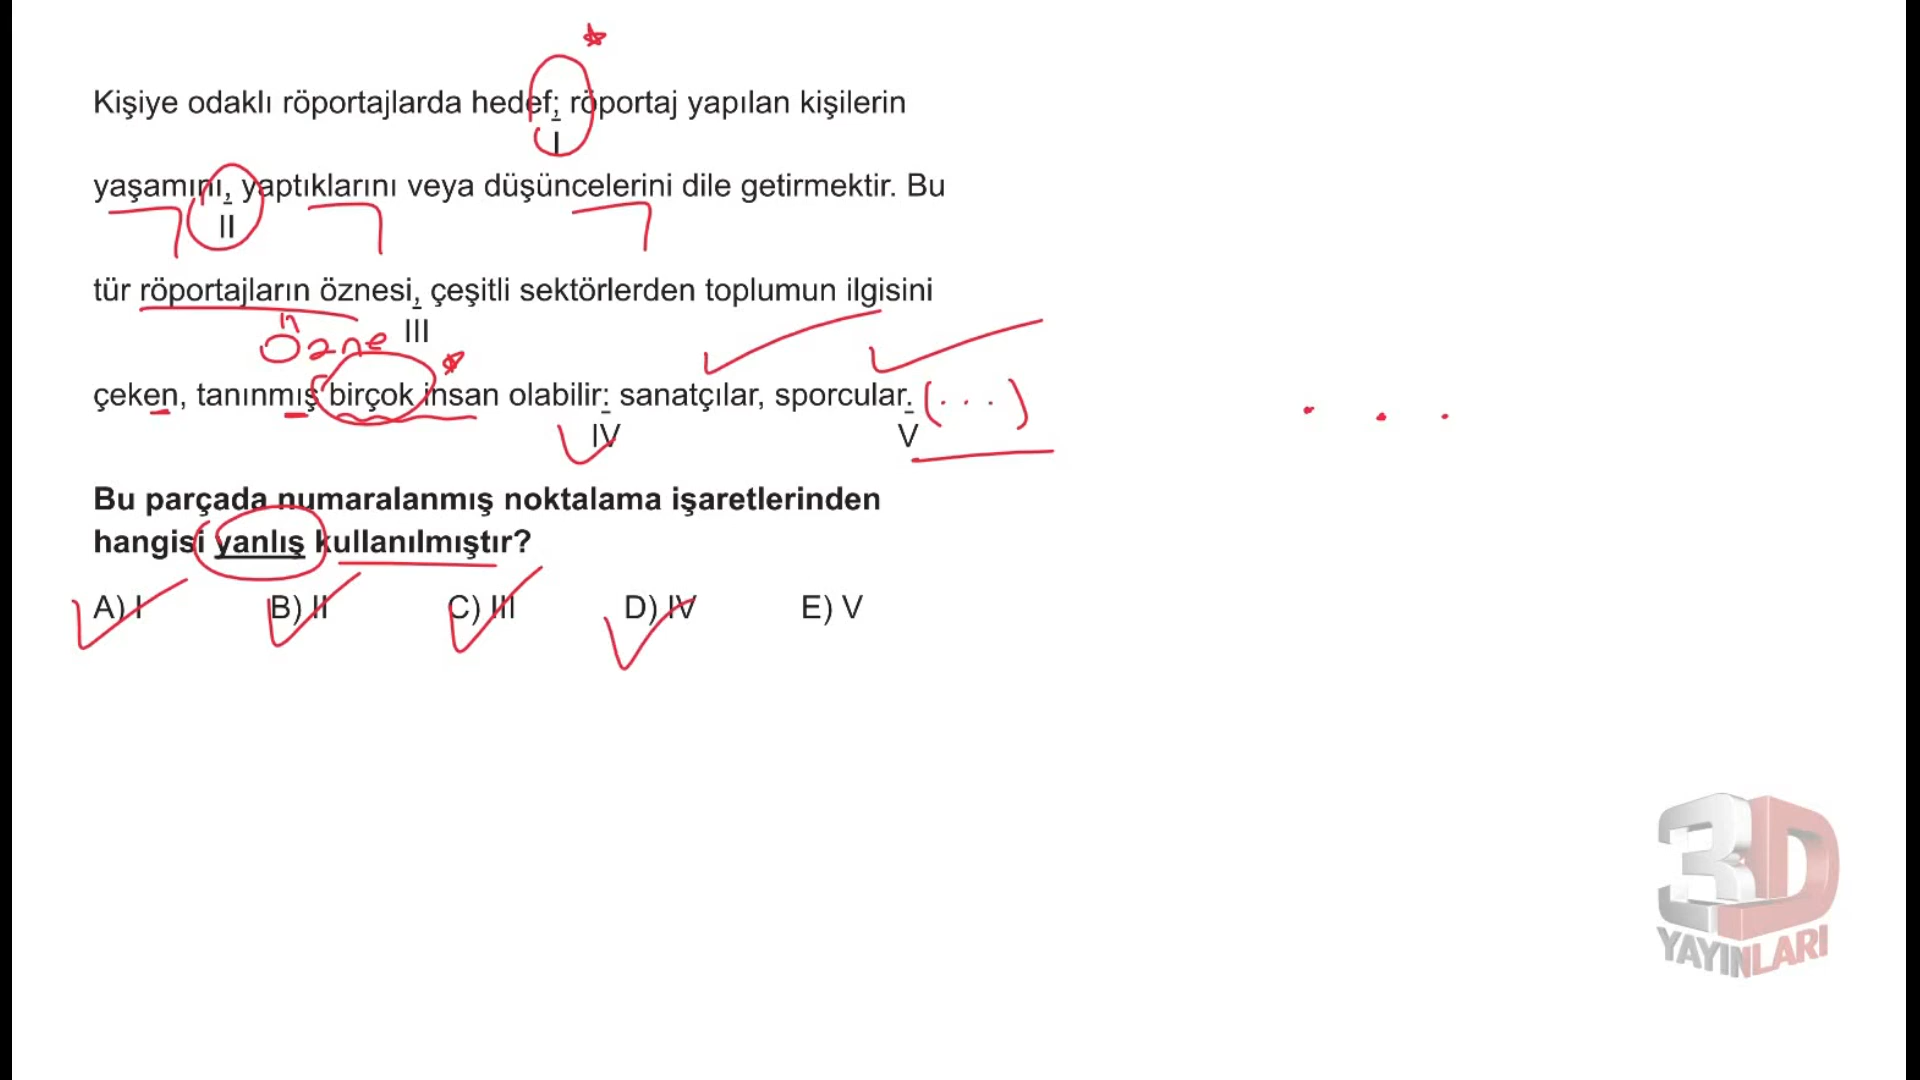 Kişiye odaklı röportajlarda hedef; röportaj yapılan kişilerin
I
yaşamını, yaptıklarını veya düşüncelerini dile getirmektir. Bu
II
tür röportajların öznesi, çeşitli sektörlerden toplumun ilgisini
Özne III
çeken, tanınmış birçok insan olabilir: sanatçılar, sporcular. (...) . . .
IV V
Bu parçada numaralanmış noktalama işaretlerinden
hangisi yanlış kullanılmıştır?
A) I B) II C) III D) IV E) V
3D
YAYINLARI